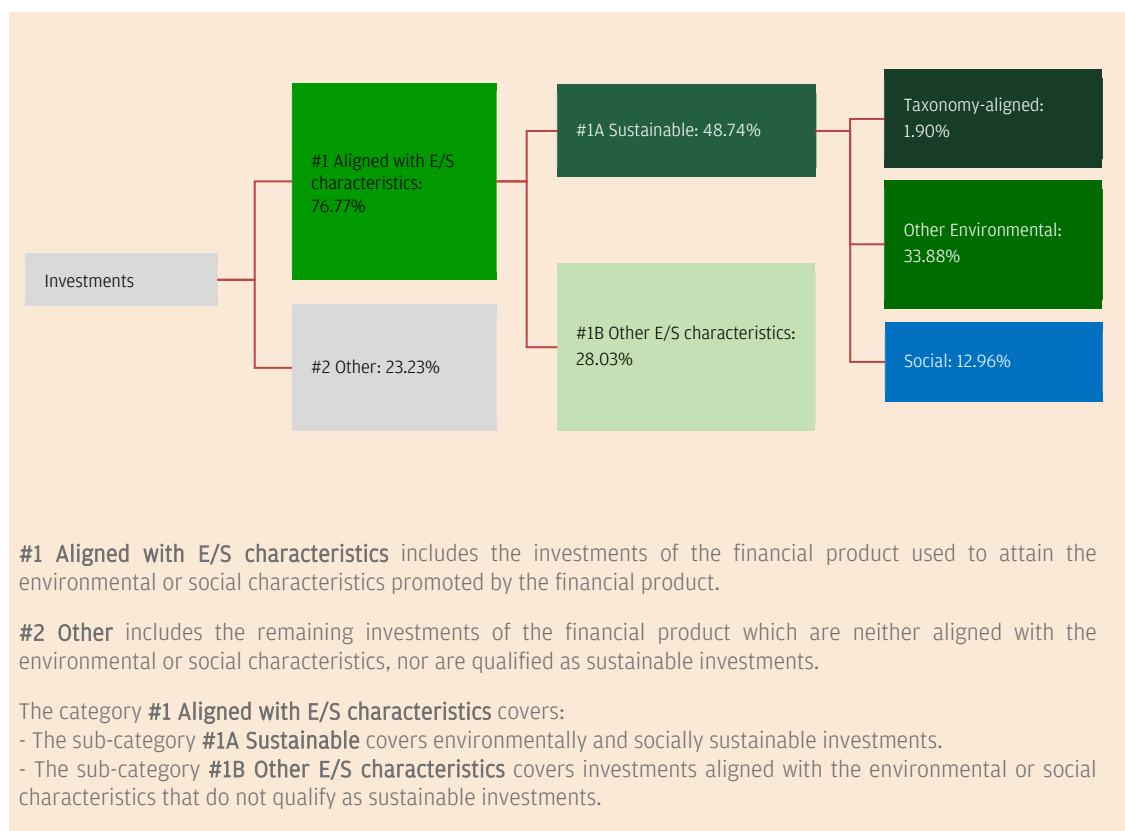 Investments
#1 Aligned with E/S
characteristics:
76.77%
#2 Other: 23.23%
#1A Sustainable: 48.74%
#1B Other E/S characteristics:
28.03%
Taxonomy-aligned:
1.90%
Other Environmental:
33.88%
Social: 12.96%
#1 Aligned with E/S characteristics includes the investments of the financial product used to attain the
environmental or social characteristics promoted by the financial product.
#2 Other includes the remaining investments of the financial product which are neither aligned with the
environmental or social characteristics, nor are qualified as sustainable investments.
The category #1 Aligned with E/S characteristics covers:
- The sub-category #1A Sustainable covers environmentally and socially sustainable investments.
- The sub-category #1B Other E/S characteristics covers investments aligned with the environmental or social
characteristics that do not qualify as sustainable investments.